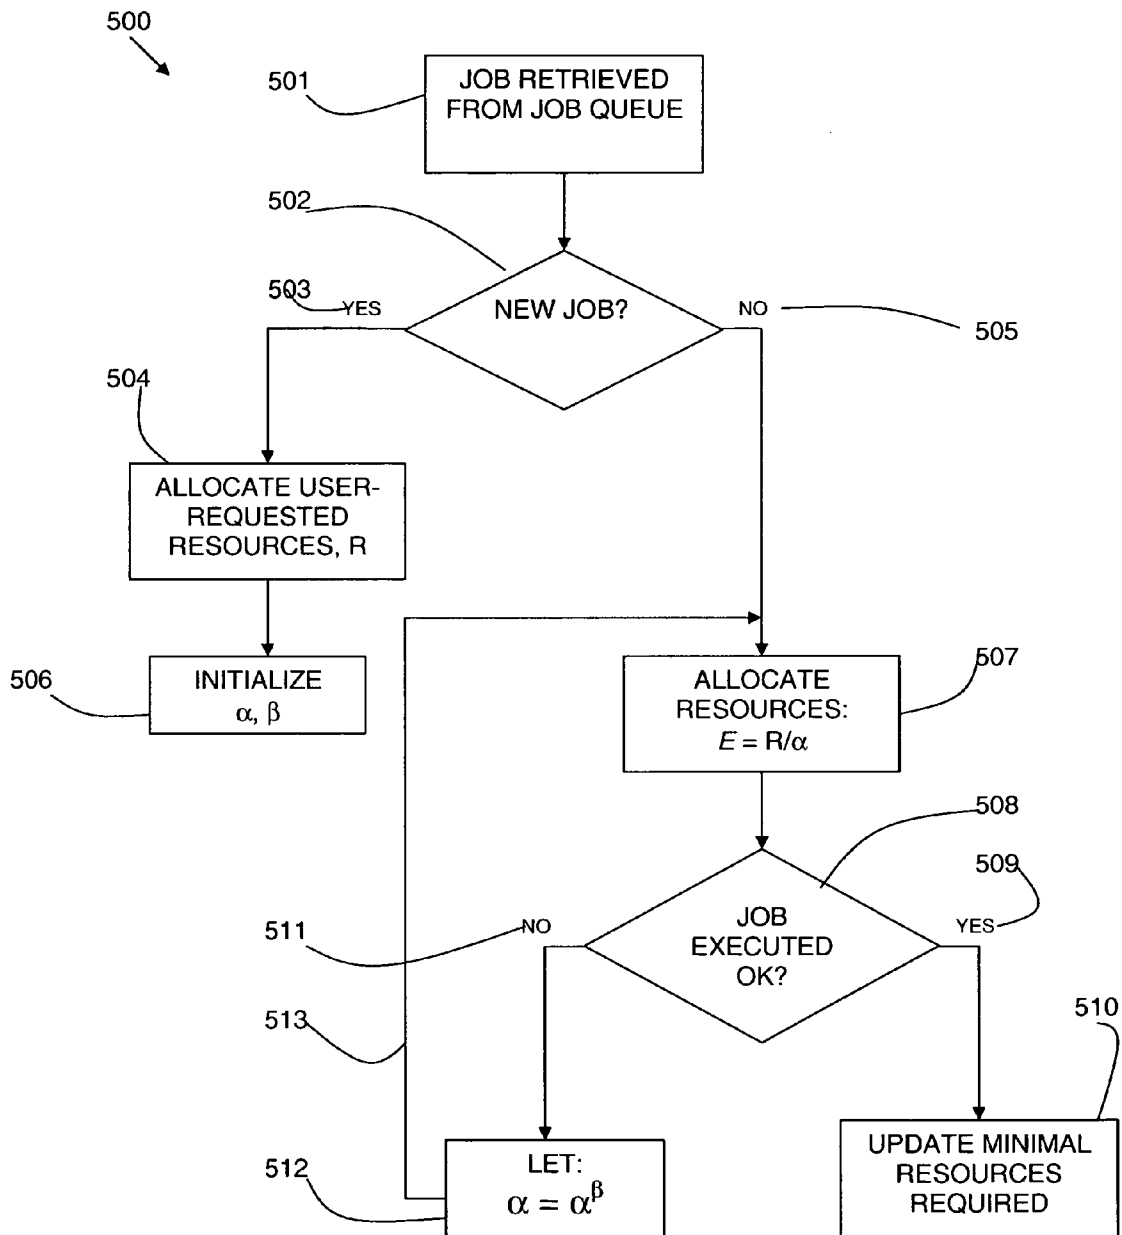 500
501
JOB RETRIEVED
FROM JOB QUEUE
502
503
YES
NEW JOB?
NO
505
504
ALLOCATE USER-
REQUESTED
RESOURCES, R
506
INITIALIZE
α, β
507
ALLOCATE
RESOURCES:
E = R/α
508
509
511
NO
JOB
EXECUTED
OK?
YES
513
510
512
LET:
α = α^β
UPDATE MINIMAL
RESOURCES
REQUIRED